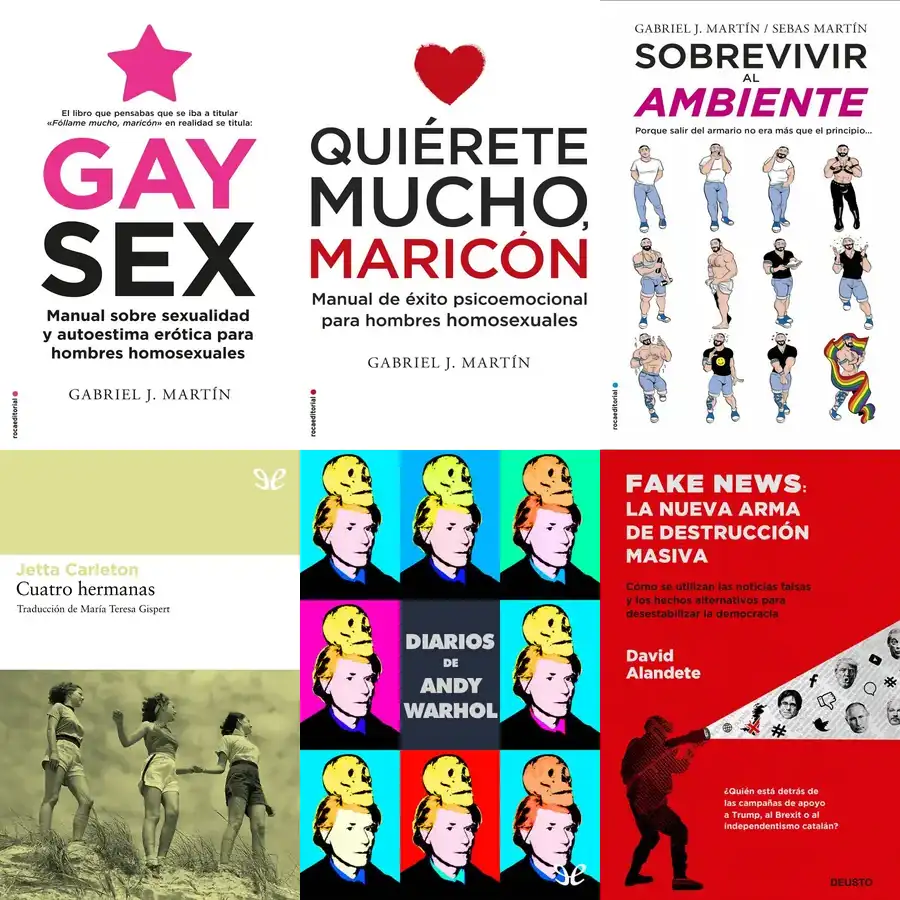 El libro que pensabas que se iba a titular
«Fóllame mucho, maricón» en realidad se titula:
GAY
SEX
Manual sobre sexualidad
y autoestima erótica para
hombres homosexuales
GABRIEL J. MARTÍN
rocaeditorial
QUIÉRETE
MUCHO,
MARICÓN
Manual de éxito psicoemocional
para hombres homosexuales
GABRIEL J. MARTÍN
rocaeditorial
GABRIEL J. MARTÍN / SEBAS MARTÍN
SOBREVIVIR
AL
AMBIENTE
Porque salir del armario no era más que el principio...
rocaeditorial
Jetta Carleton
Cuatro hermanas
Traducción de María Teresa Gispert
DIARIOS
DE
ANDY
WARHOL
FAKE NEWS:
LA NUEVA ARMA
DE DESTRUCCIÓN
MASIVA
Cómo se utilizan las noticias falsas
y los hechos alternativos para
desestabilizar la democracia
David
Alandete
¿Quién está detrás de
las campañas de apoyo
a Trump, al Brexit o al
independentismo catalán?
DEUSTO